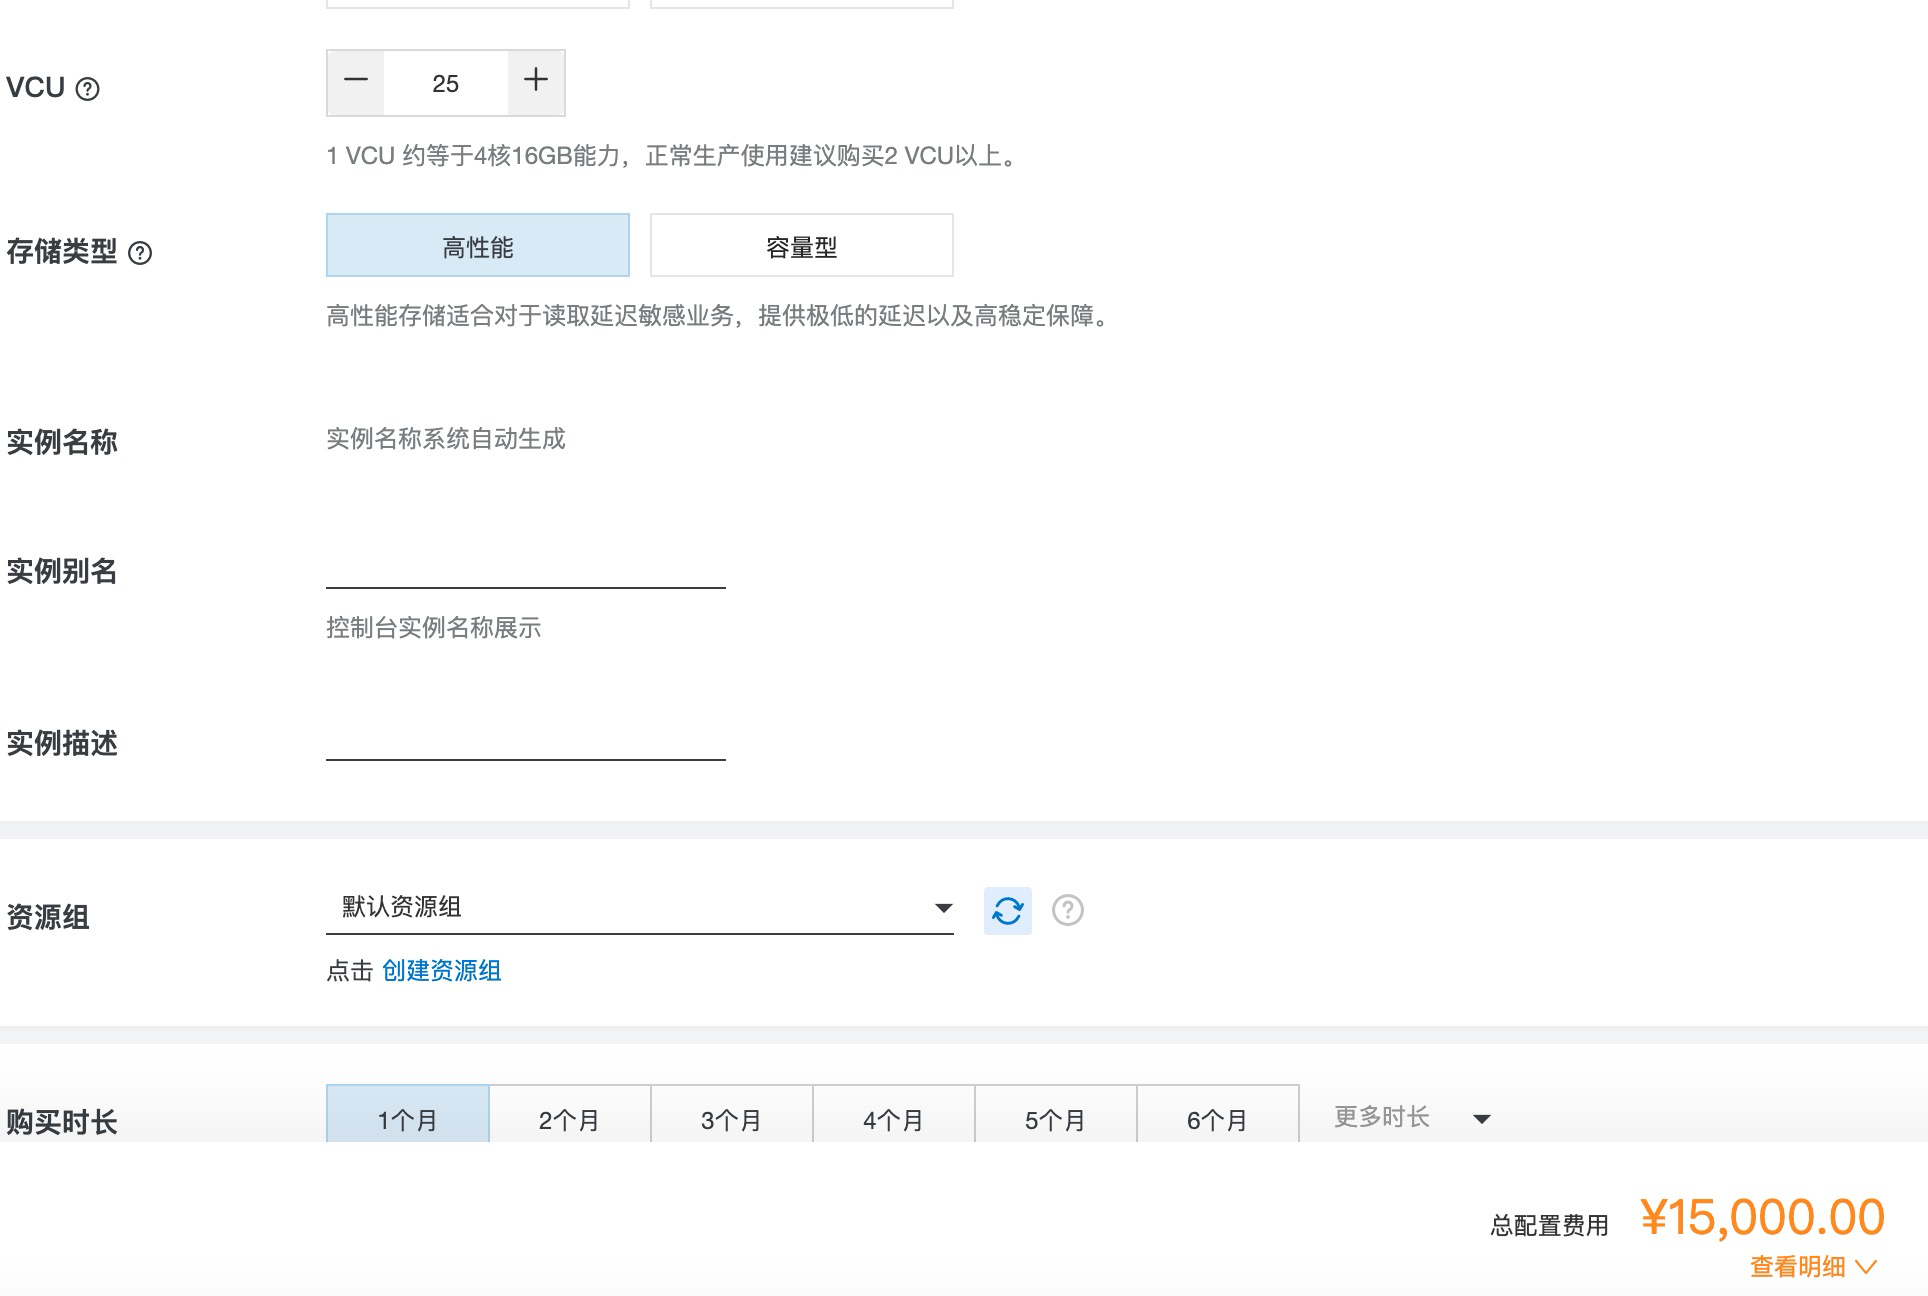 VCU
25
1 VCU 约等于4核16GB能力，正常生产使用建议购买2 VCU以上。
存储类型
高性能
容量型
高性能存储适合对于读取延迟敏感业务，提供极低的延迟以及高稳定保障。
实例名称
实例名称系统自动生成
实例别名
控制台实例名称展示
实例描述
资源组
默认资源组
点击 创建资源组
购买时长
1个月
2个月
3个月
4个月
5个月
6个月
更多时长
总配置费用
¥15,000.00
查看明细